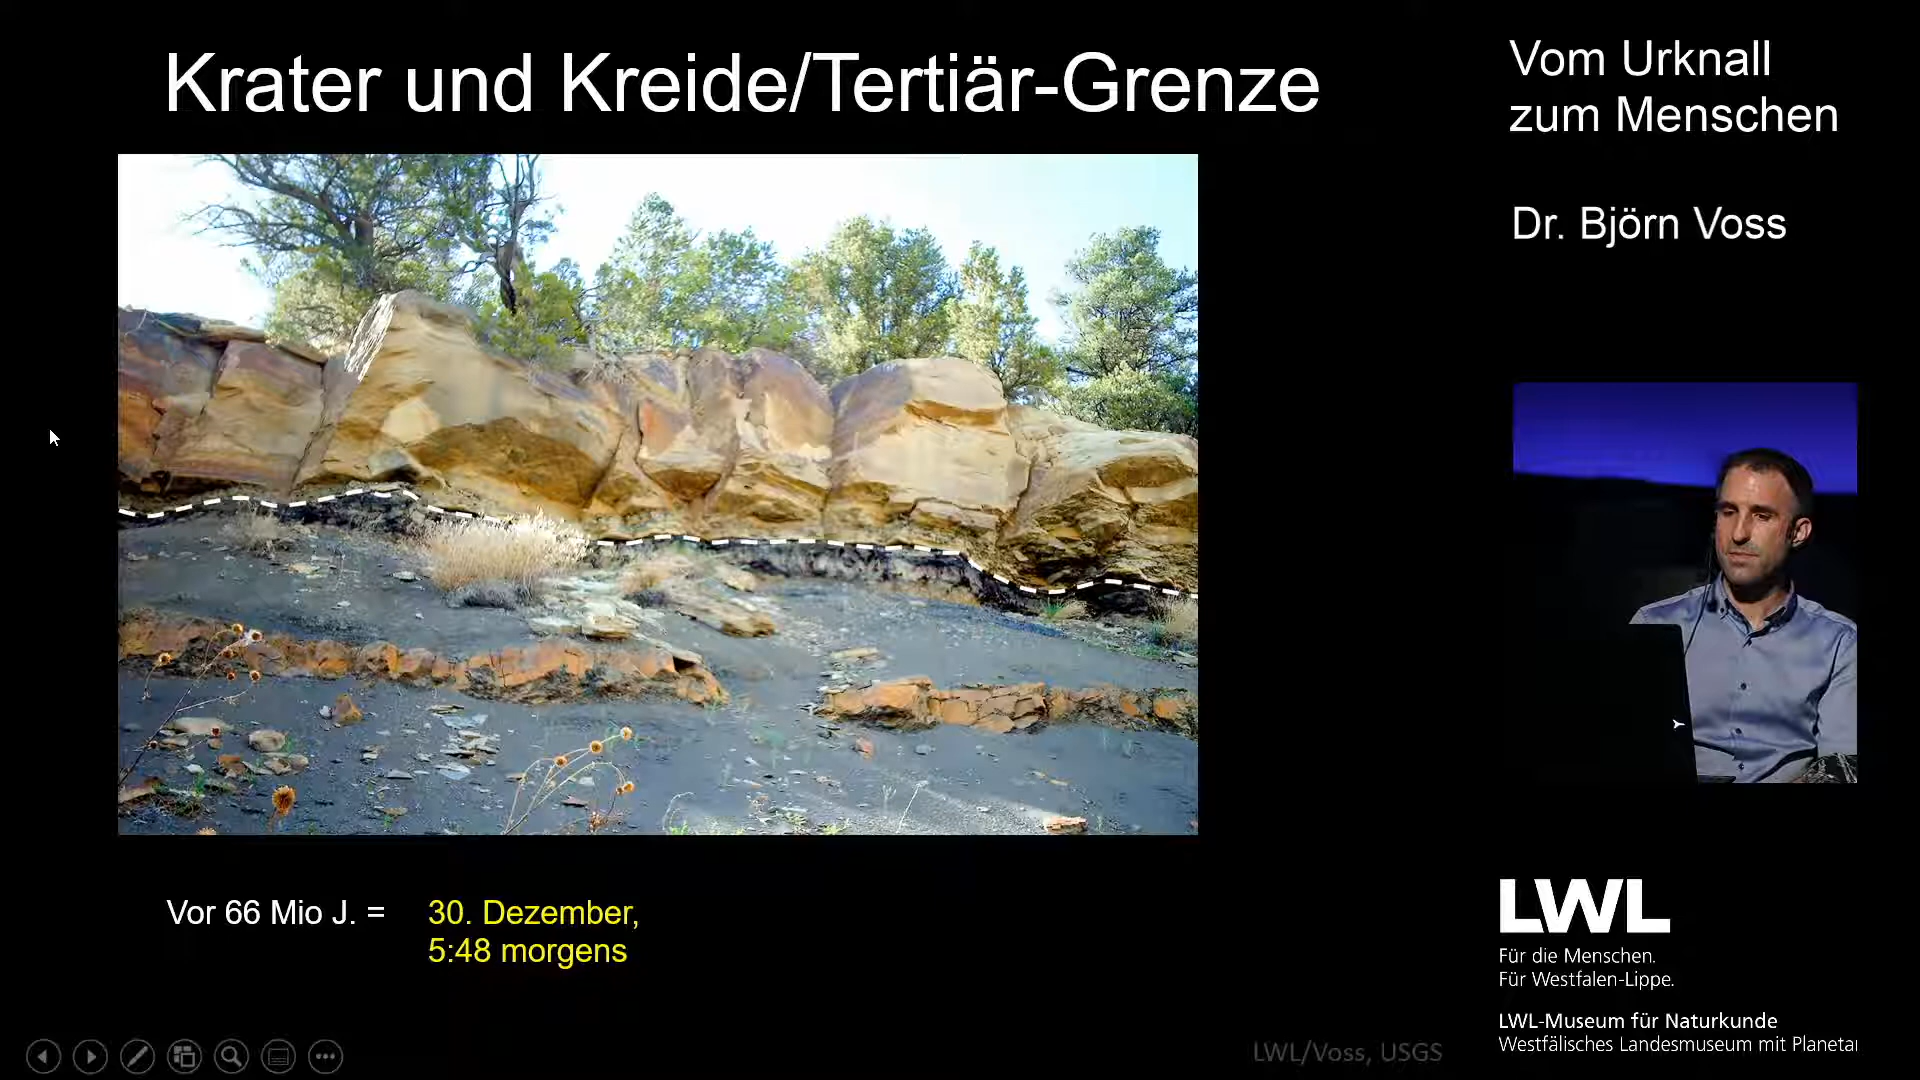 Krater und Kreide/Tertiär-Grenze
Vom Urknall
zum Menschen
Dr. Björn Voss
Vor 66 Mio J. =
30. Dezember,
5:48 morgens
LWL
Für die Menschen.
Für Westfalen-Lippe.
LWL-Museum für Naturkunde
Westfälisches Landesmuseum mit Planetar
LWL/Voss, USGS